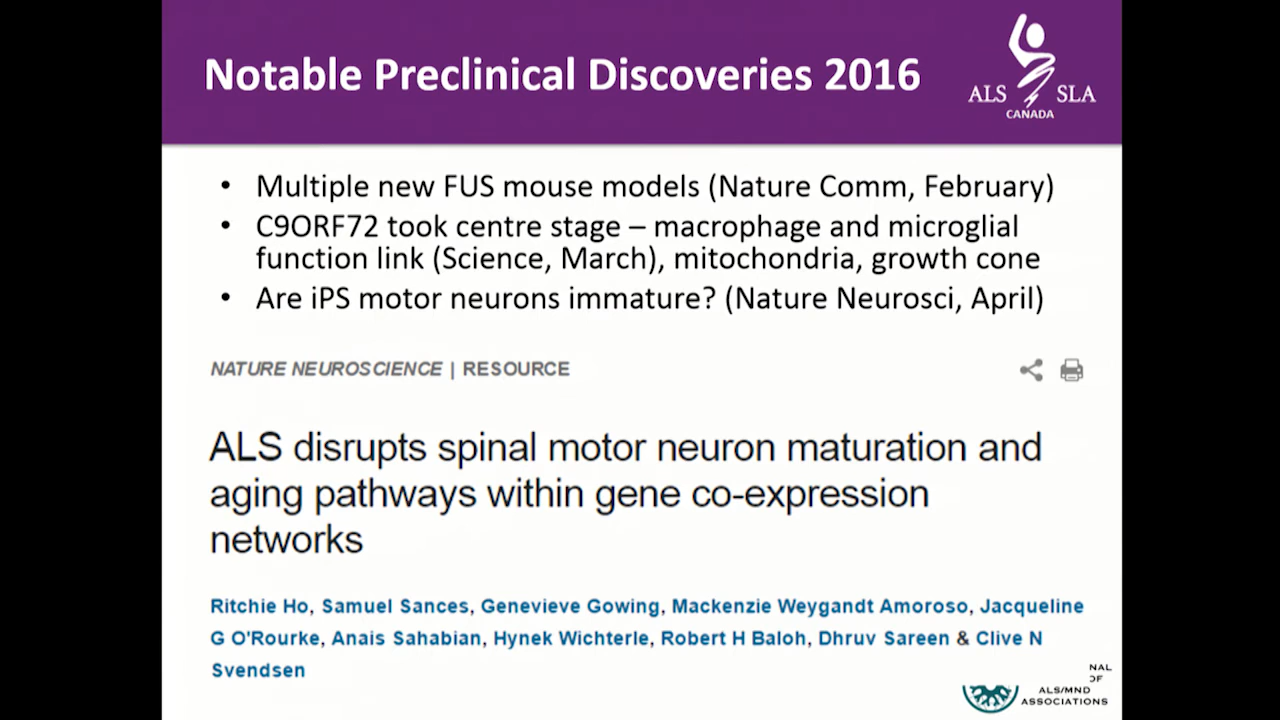 Notable Preclinical Discoveries 2016
ALS SLA
CANADA
• Multiple new FUS mouse models (Nature Comm, February)
• C9ORF72 took centre stage – macrophage and microglial
function link (Science, March), mitochondria, growth cone
• Are iPS motor neurons immature? (Nature Neurosci, April)
NATURE NEUROSCIENCE | RESOURCE
ALS disrupts spinal motor neuron maturation and
aging pathways within gene co-expression
networks
Ritchie Ho, Samuel Sances, Genevieve Gowing, Mackenzie Weygandt Amoroso, Jacqueline
G O'Rourke, Anais Sahabian, Hynek Wichterle, Robert H Baloh, Dhruv Sareen & Clive N
Svendsen
NAL
OF
ALS/MND
ASSOCIATIONS